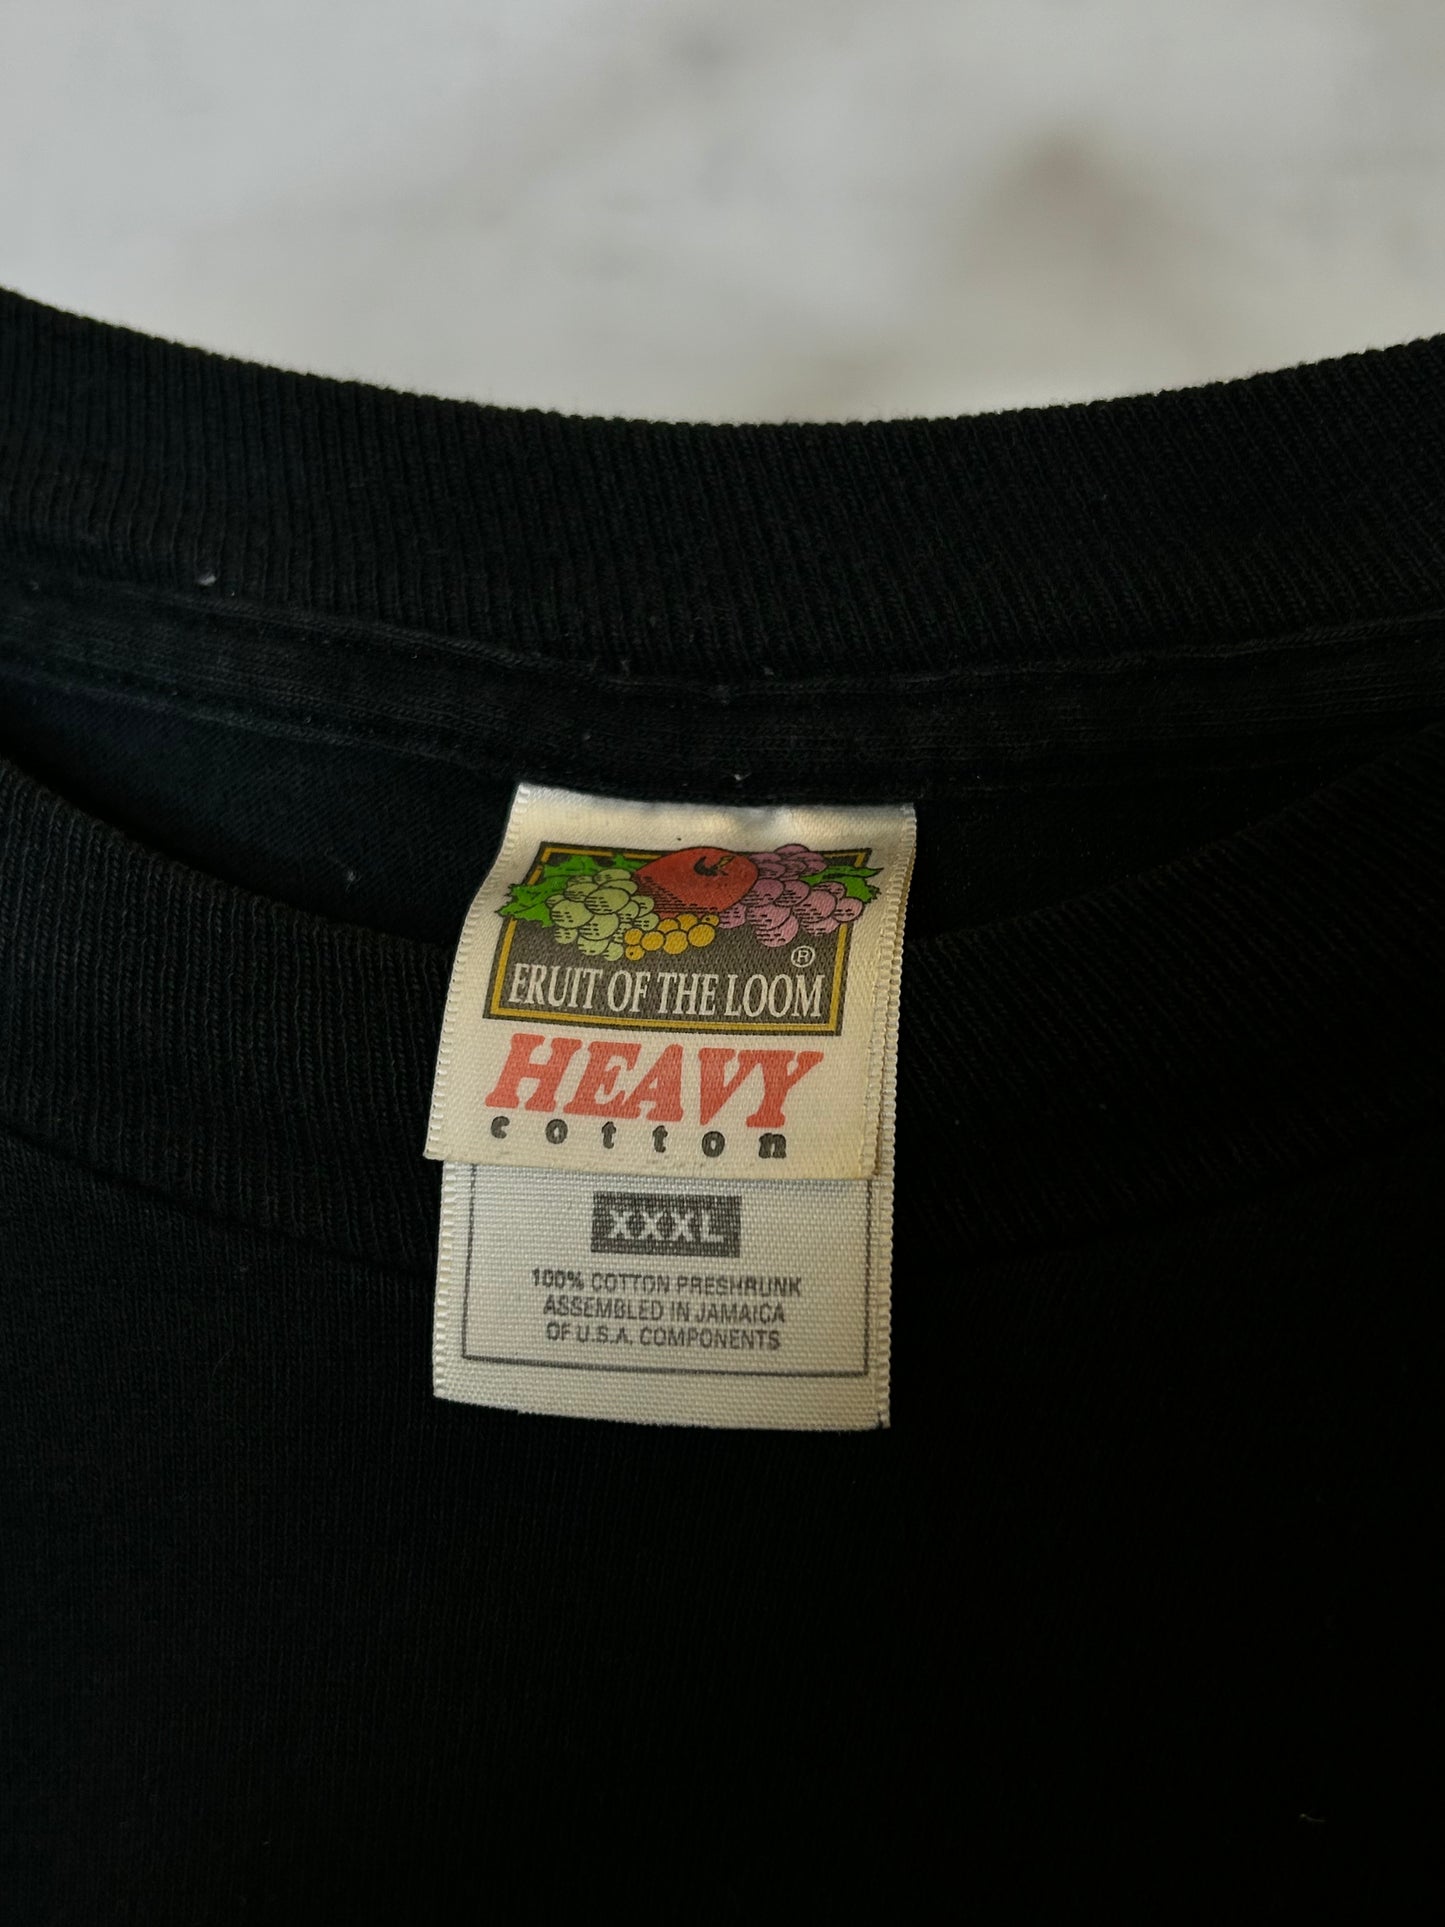 ®
FRUIT OF THE LOOM
HEAVY
cotton
XXXL
100% COTTON PRESHRUNK
ASSEMBLED IN JAMAICA
OF U.S.A. COMPONENTS